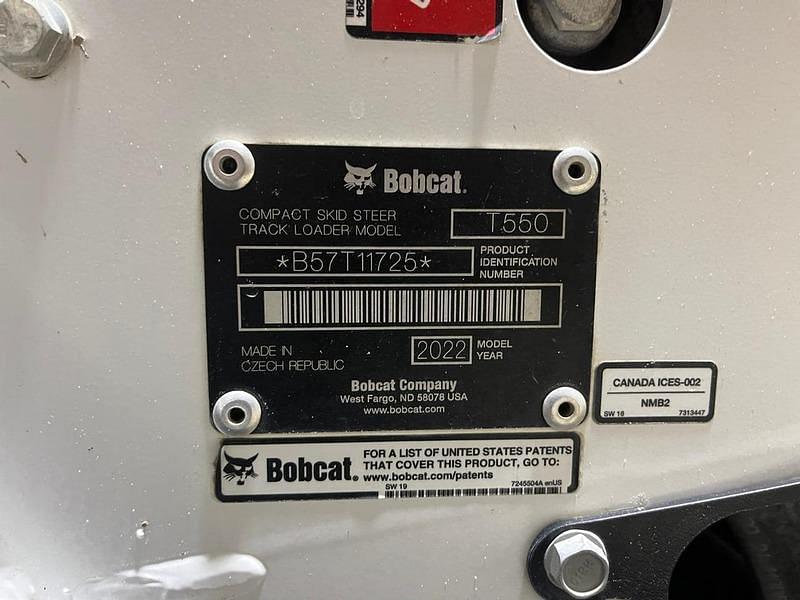 294
Bobcat.
COMPACT SKID STEER
TRACK LOADER MODEL
T550
*B57T11725*
PRODUCT
IDENTIFICATION
NUMBER
MADE IN
CZECH REPUBLIC
2022
MODEL
YEAR
Bobcat Company
West Fargo, ND 58078 USA
www.bobcat.com
CANADA ICES-002
NMB2
SW 16 7313447
Bobcat.
FOR A LIST OF UNITED STATES PATENTS
THAT COVER THIS PRODUCT, GO TO:
www.bobcat.com/patents
SW 19 7245504A enUS